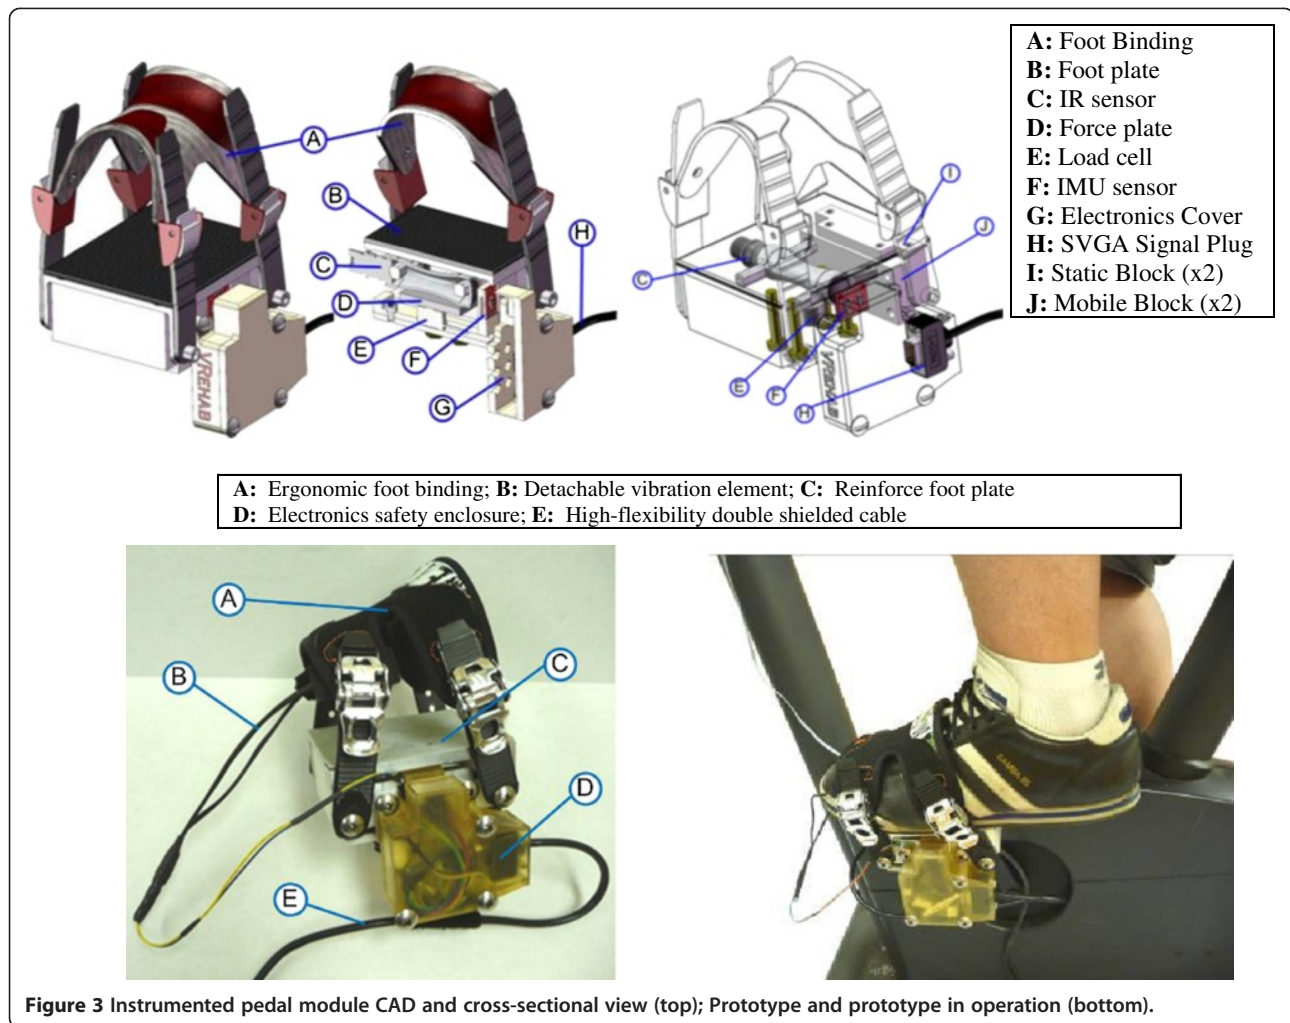 A: Foot Binding
B: Foot plate
C: IR sensor
D: Force plate
E: Load cell
F: IMU sensor
G: Electronics Cover
H: SVGA Signal Plug
I: Static Block (x2)
J: Mobile Block (x2)
A
B
C
D
E
F
G
H
I
J
C
E
F
H
VREHAB
VREHAB
A: Ergonomic foot binding; B: Detachable vibration element; C: Reinforce foot plate
D: Electronics safety enclosure; E: High-flexibility double shielded cable
A
B
C
D
E
Figure 3 Instrumented pedal module CAD and cross-sectional view (top); Prototype and prototype in operation (bottom).